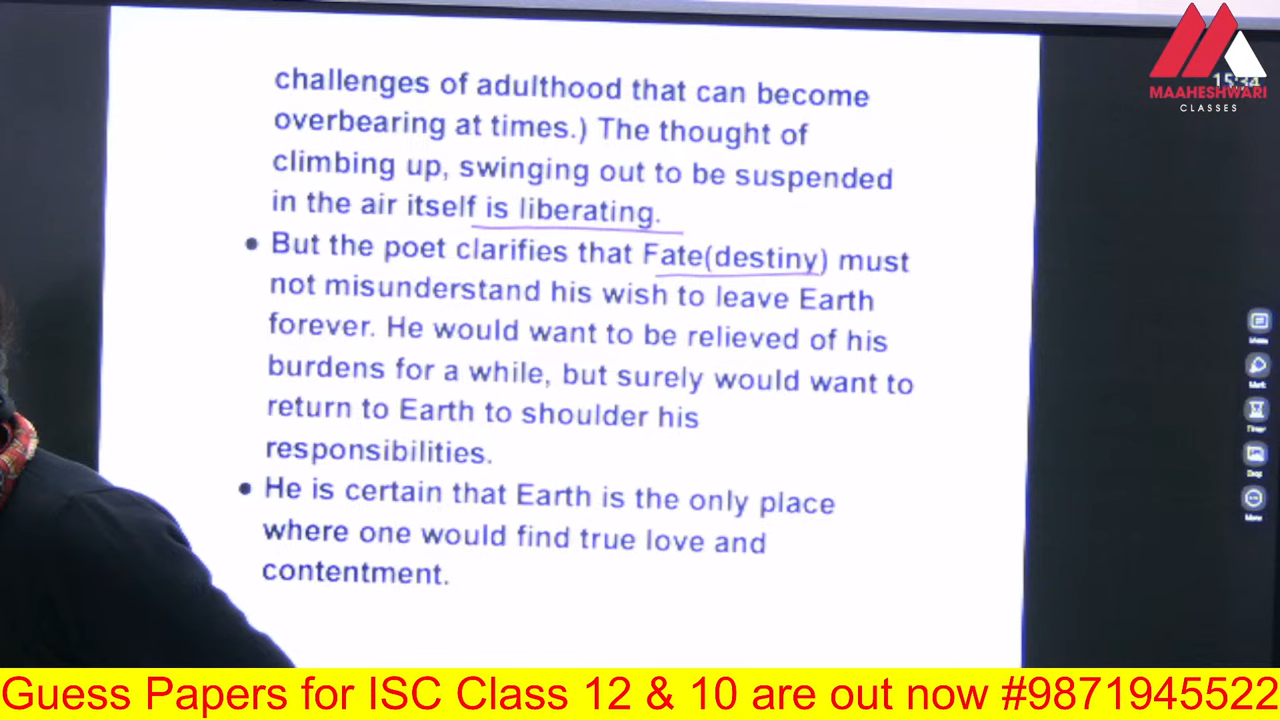 challenges of adulthood that can become
overbearing at times.) The thought of
climbing up, swinging out to be suspended
in the air itself is liberating.
• But the poet clarifies that Fate(destiny) must
not misunderstand his wish to leave Earth
forever. He would want to be relieved of his
burdens for a while, but surely would want to
return to Earth to shoulder his
responsibilities.
• He is certain that Earth is the only place
where one would find true love and
contentment.
15:34
MAAHESHWARI
CLASSES
Timer
More
Guess Papers for ISC Class 12 & 10 are out now #9871945522